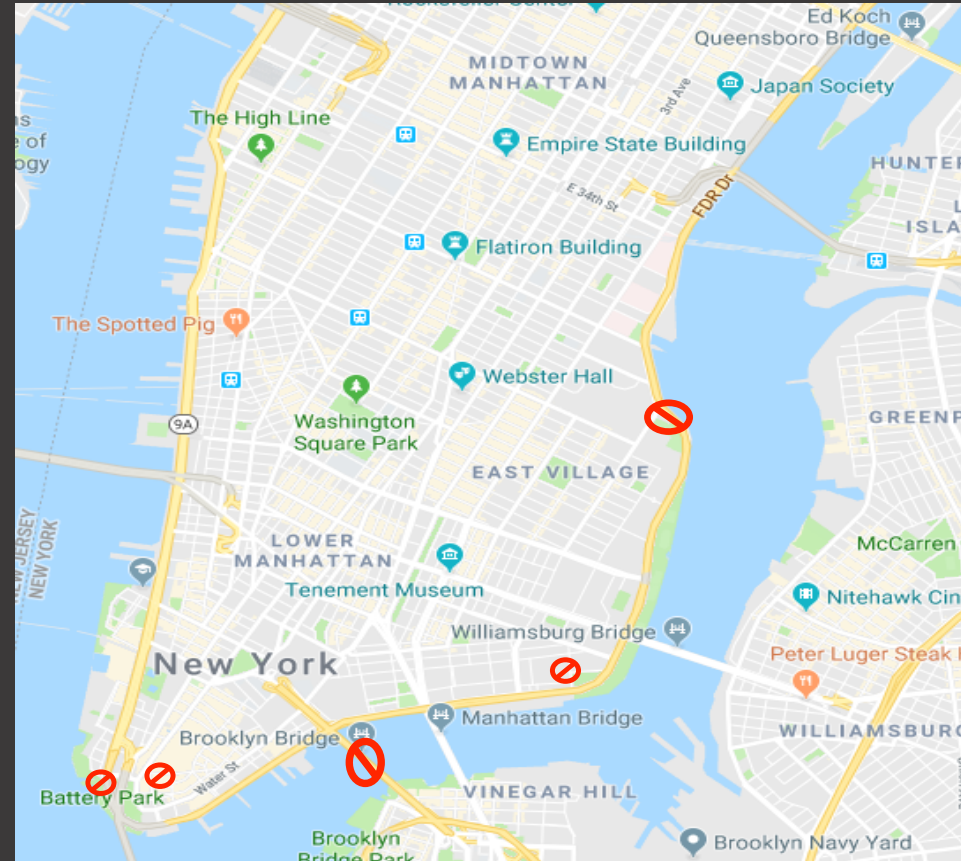 Rockefeller Center
Ed Koch
Queensboro Bridge
MIDTOWN
MANHATTAN
3rd Ave
Japan Society
The High Line
Empire State Building
of
ogy
HUNTER
E 34th St
FDR Dr
ISLA
Flatiron Building
The Spotted Pig
Webster Hall
Washington
Square Park
9A
GREENP
EAST VILLAGE
NEW JERSEY
NEW YORK
LOWER
MANHATTAN
McCarren
Tenement Museum
Nitehawk Cin
Williamsburg Bridge
New York
Peter Luger Steak
Manhattan Bridge
Brooklyn Bridge
WILLIAMSBURG
Water St
Battery Park
VINEGAR HILL
Brooklyn
Bridge Park
Brooklyn Navy Yard